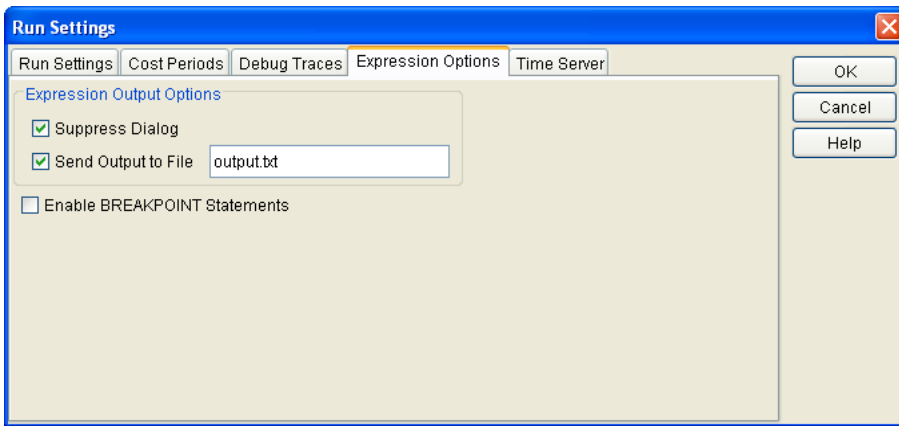 Run Settings
Run Settings Cost Periods Debug Traces Expression Options Time Server
OK
Cancel
Help
Expression Output Options
Suppress Dialog
Send Output to File output.txt
Enable BREAKPOINT Statements